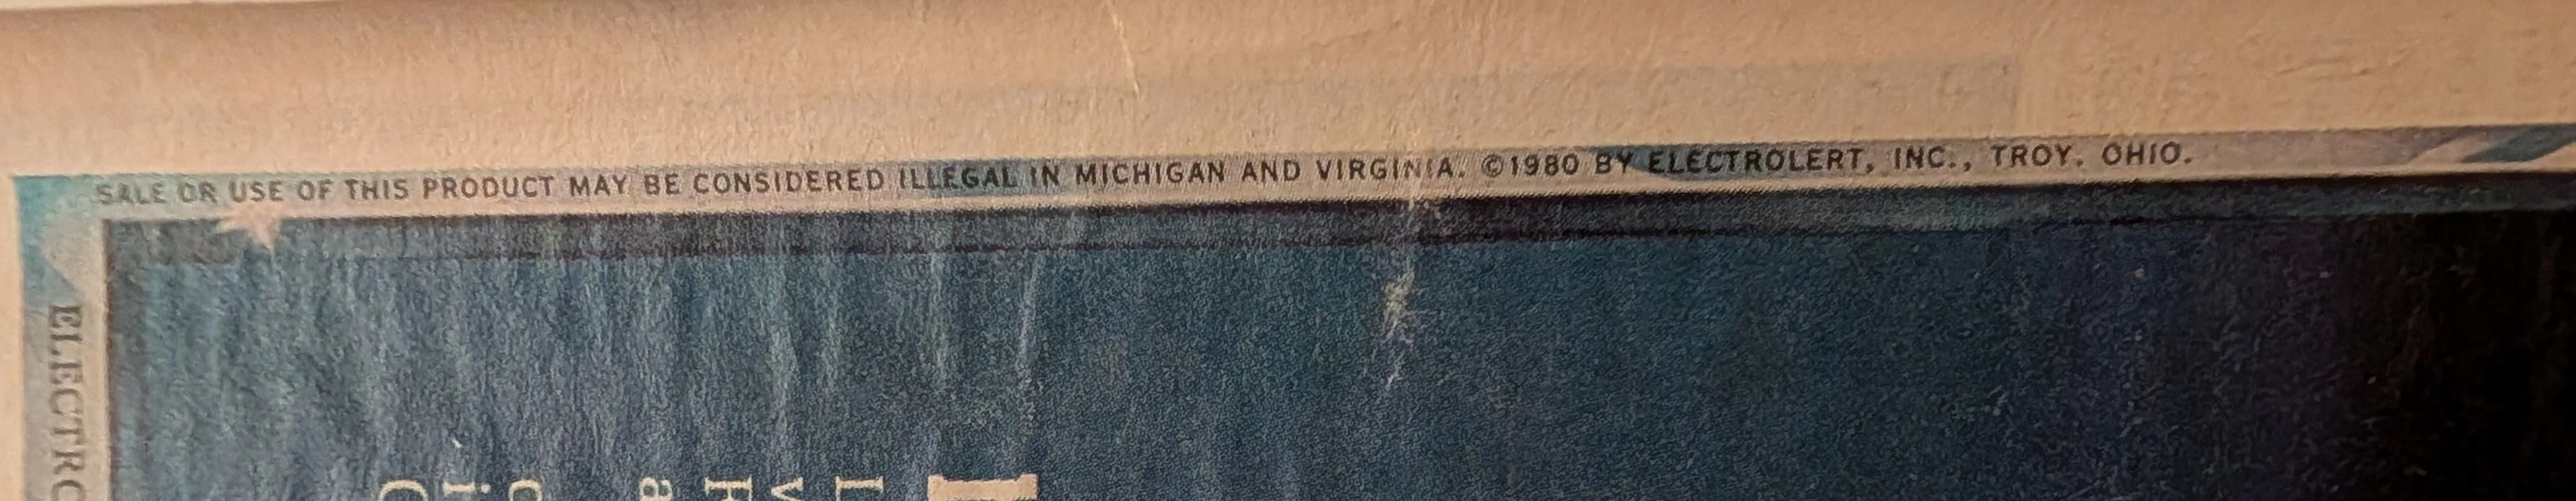 SALE OR USE OF THIS PRODUCT MAY BE CONSIDERED ILLEGAL IN MICHIGAN AND VIRGINIA. ©1980 BY ELECTROLERT, INC., TROY, OHIO.